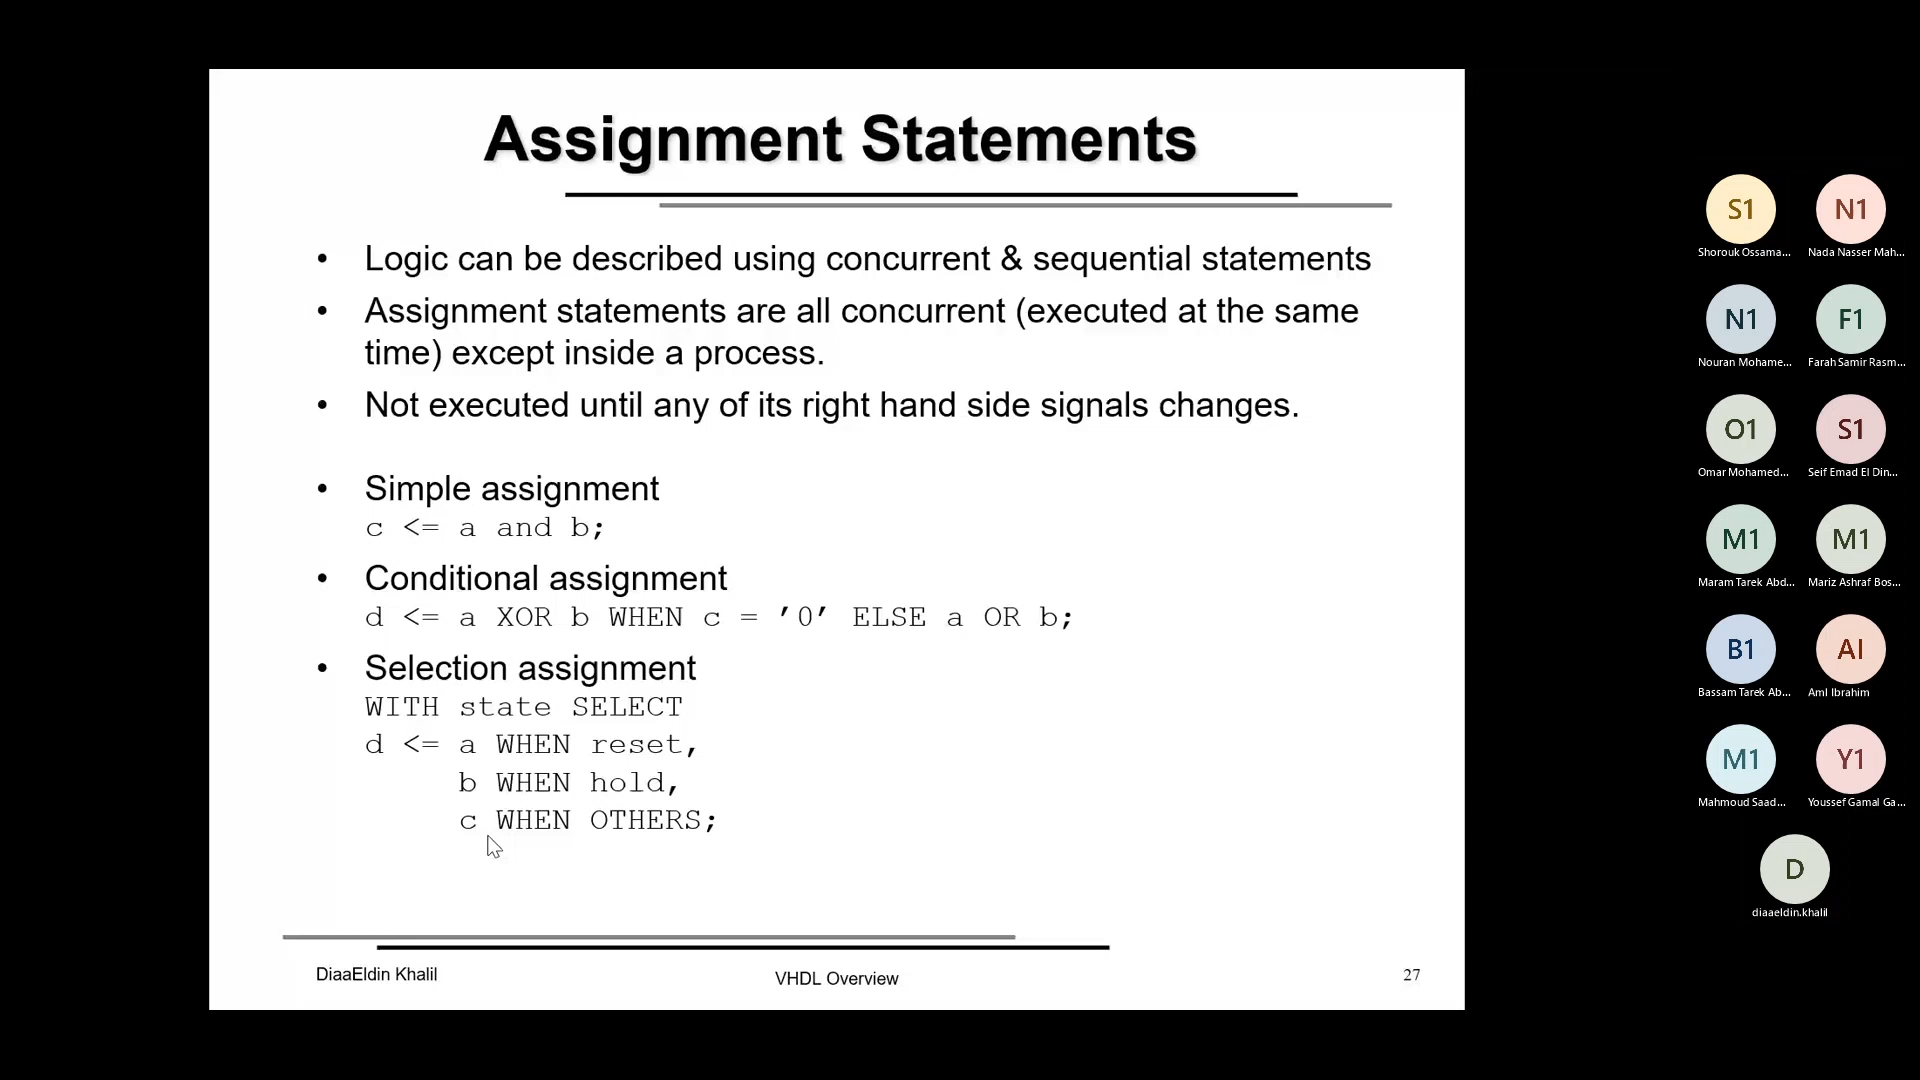 Assignment Statements
• Logic can be described using concurrent & sequential statements
• Assignment statements are all concurrent (executed at the same
time) except inside a process.
• Not executed until any of its right hand side signals changes.
• Simple assignment
c <= a and b;
• Conditional assignment
d <= a XOR b WHEN c = ’0’ ELSE a OR b;
• Selection assignment
WITH state SELECT
d <= a WHEN reset,
b WHEN hold,
c WHEN OTHERS;
DiaaEldin Khalil
VHDL Overview
27
S1
N1
Shorouk Ossama...
Nada Nasser Mah...
N1
F1
Nouran Mohame...
Farah Samir Rasm...
O1
S1
Omar Mohamed...
Seif Emad El Din...
M1
M1
Maram Tarek Abd...
Mariz Ashraf Bos...
B1
AI
Bassam Tarek Ab...
Aml Ibrahim
M1
Y1
Mahmoud Saad...
Youssef Gamal Ga...
D
diaaeldin.khalil